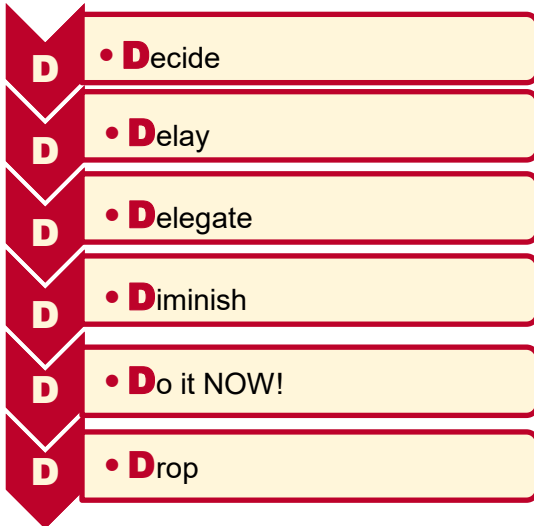 D • Decide
D • Delay
D • Delegate
D • Diminish
D • Do it NOW!
D • Drop